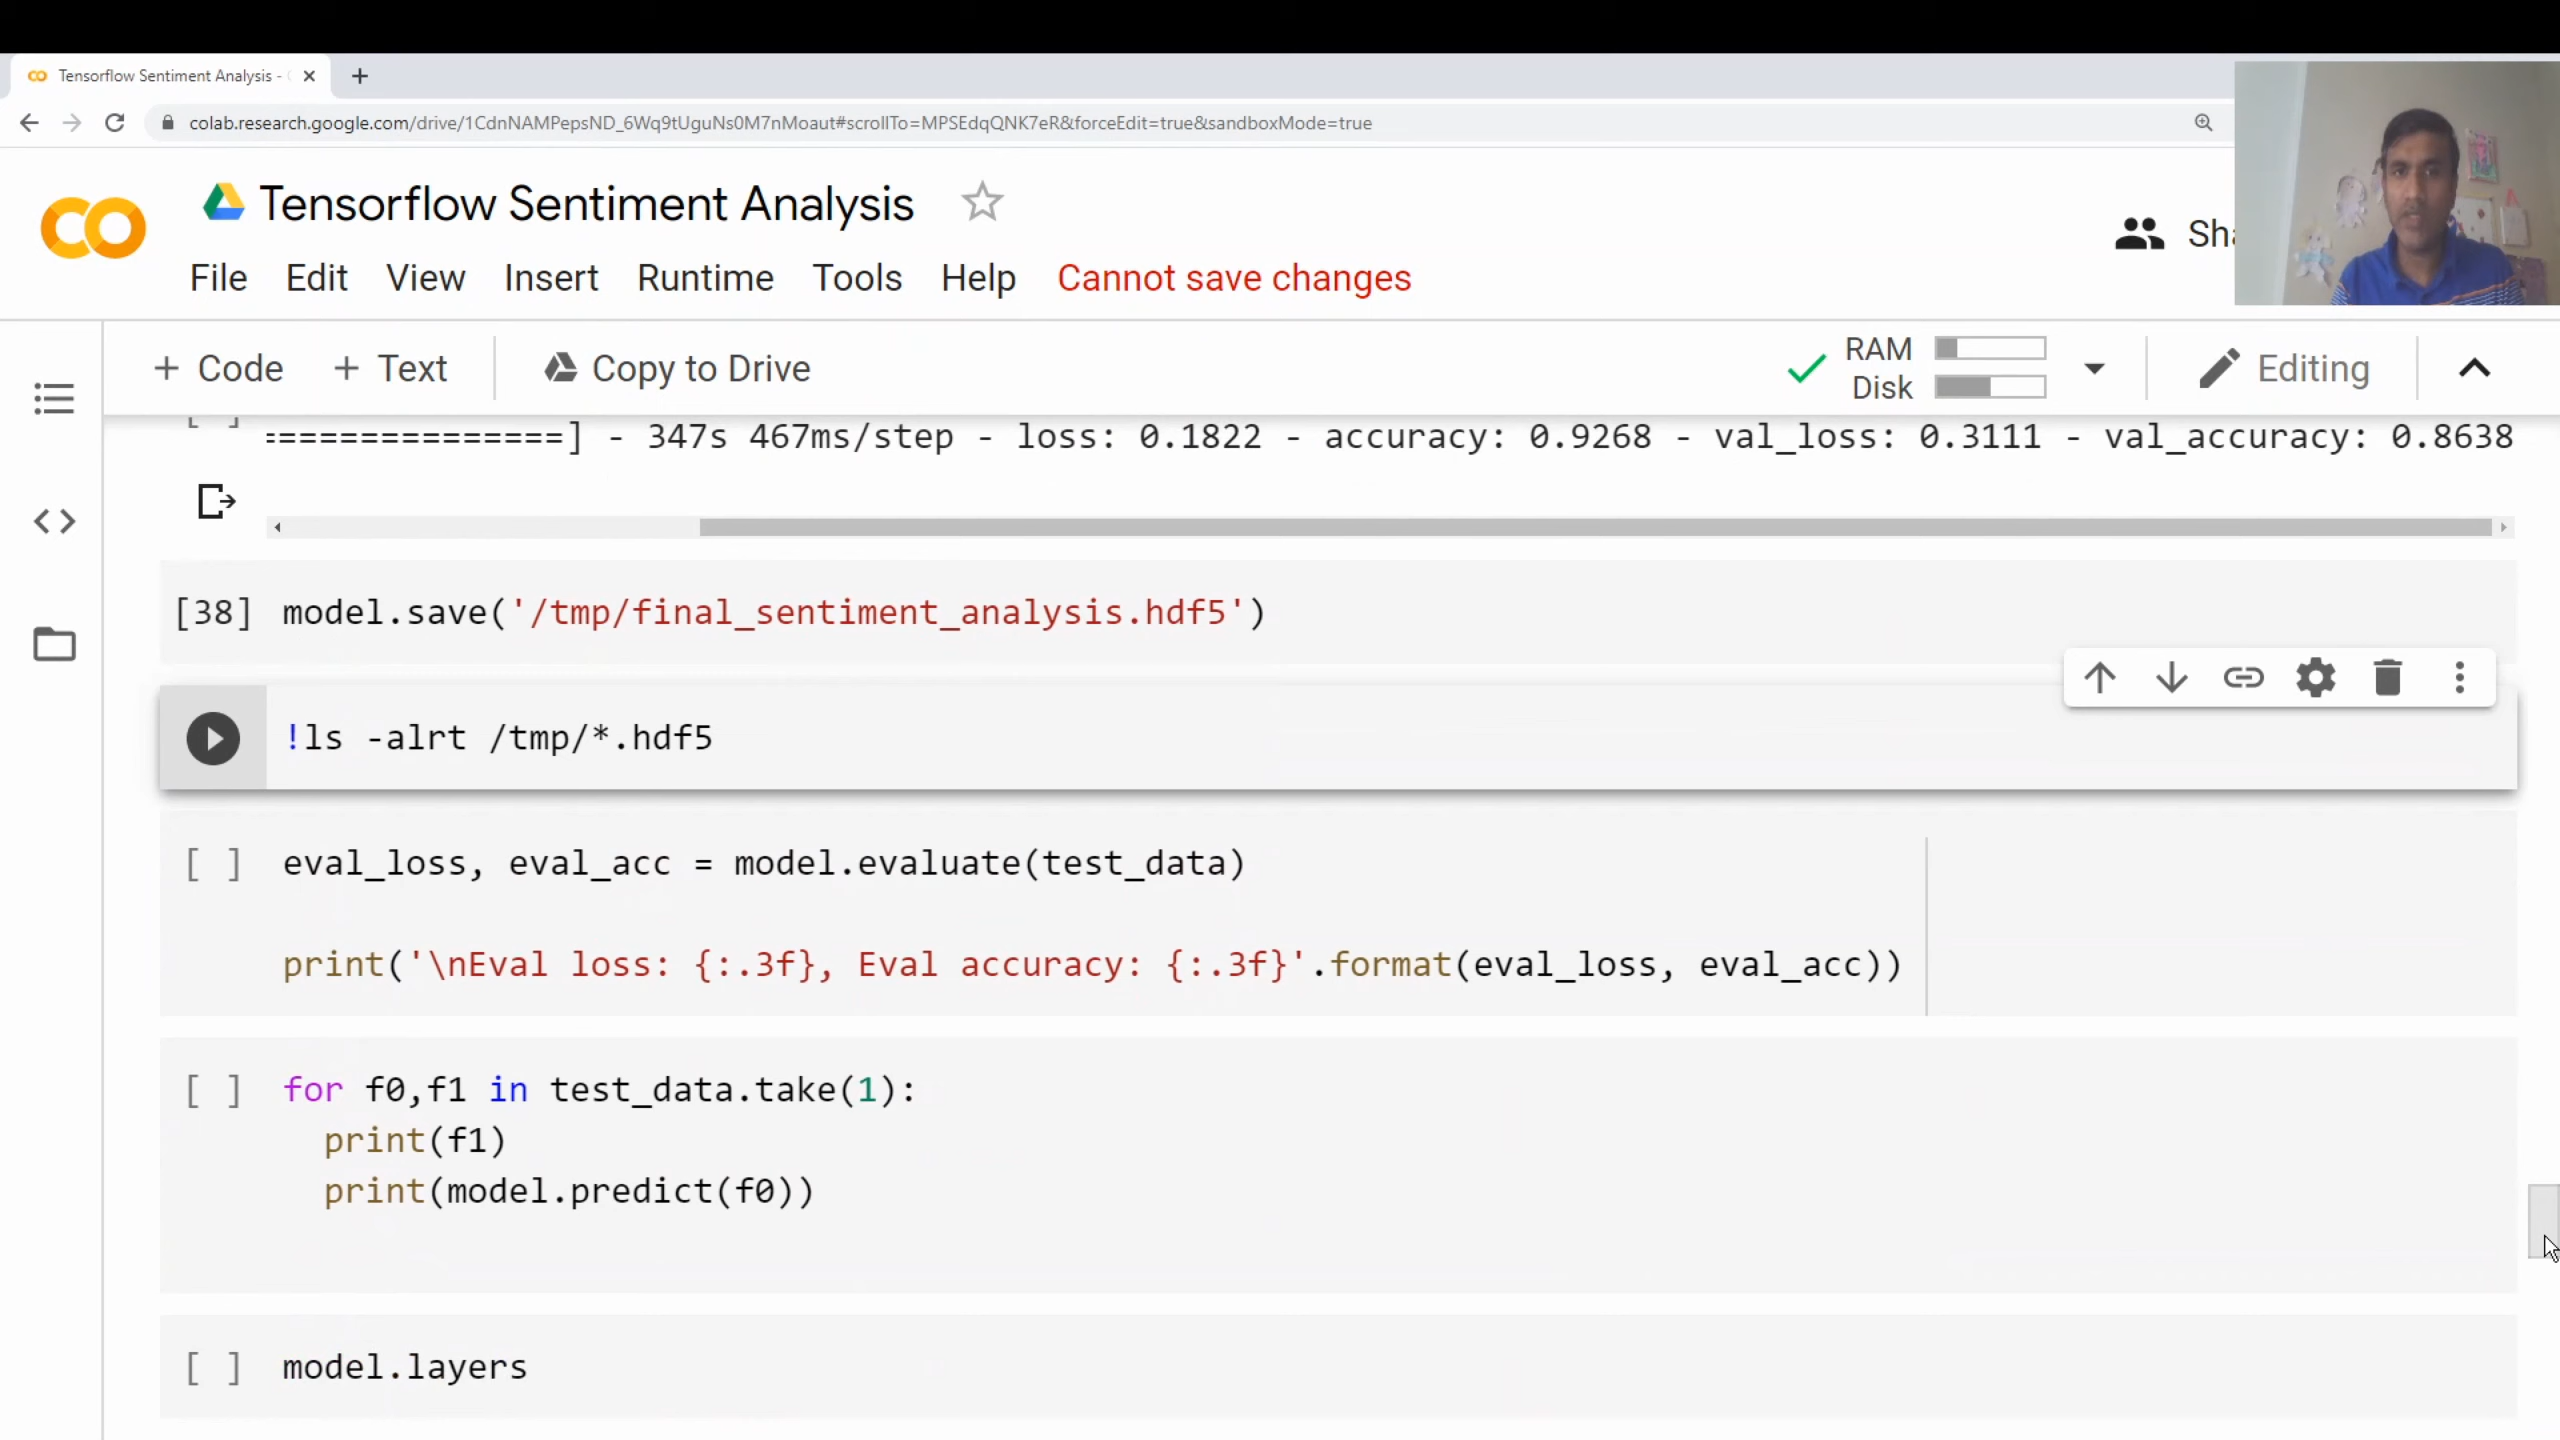 Tensorflow Sentiment Analysis -
colab.research.google.com/drive/1CdnNAMPepsND_6Wq9tUguNs0M7nMoaut#scrollTo=MPSEdqQNK7eR&forceEdit=true&sandboxMode=true
CO Tensorflow Sentiment Analysis
File Edit View Insert Runtime Tools Help Cannot save changes
+ Code + Text Copy to Drive RAM Disk Editing
[ ] ===============] - 347s 467ms/step - loss: 0.1822 - accuracy: 0.9268 - val_loss: 0.3111 - val_accuracy: 0.8638
[38] model.save('/tmp/final_sentiment_analysis.hdf5')
!ls -alrt /tmp/*.hdf5
[ ] eval_loss, eval_acc = model.evaluate(test_data)
print('\nEval loss: {:.3f}, Eval accuracy: {:.3f}'.format(eval_loss, eval_acc))
[ ] for f0,f1 in test_data.take(1):
print(f1)
print(model.predict(f0))
[ ] model.layers